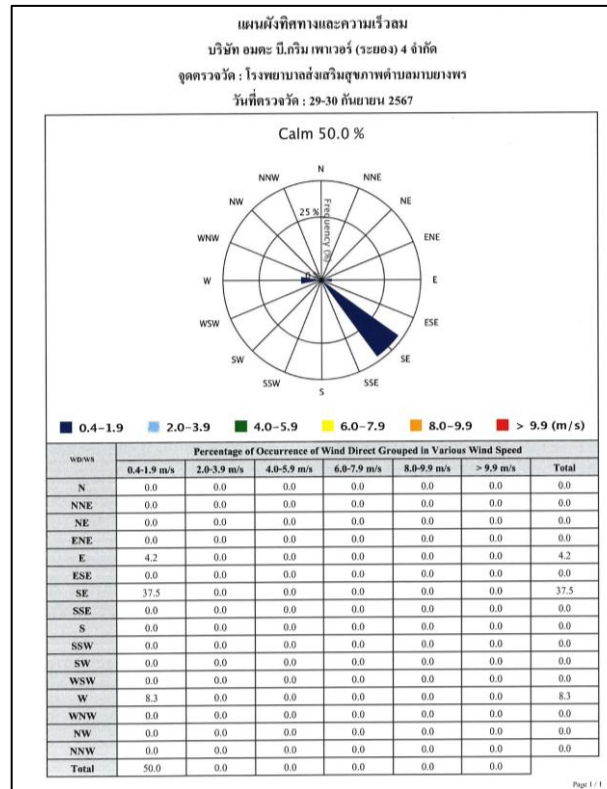 แผนผังทิศทางและความเร็วลม
บริษัท อมตะ บี.กริม เพาเวอร์ (ระยอง) 4 จำกัด
จุดตรวจวัด : โรงพยาบาลส่งเสริมสุขภาพตำบลมาบยางพร
วันที่ตรวจวัด : 29-30 กันยายน 2567
Calm 50.0 %
N
NNW NNE
NW NE
25 %
Frequency (%)
WNW ENE
0
W E
WSW ESE
SW SE
SSW SSE
S
0.4-1.9 2.0-3.9 4.0-5.9 6.0-7.9 8.0-9.9 > 9.9 (m/s)
WD/WS Percentage of Occurrence of Wind Direct Grouped in Various Wind Speed
0.4-1.9 m/s 2.0-3.9 m/s 4.0-5.9 m/s 6.0-7.9 m/s 8.0-9.9 m/s > 9.9 m/s Total
N 0.0 0.0 0.0 0.0 0.0 0.0 0.0
NNE 0.0 0.0 0.0 0.0 0.0 0.0 0.0
NE 0.0 0.0 0.0 0.0 0.0 0.0 0.0
ENE 0.0 0.0 0.0 0.0 0.0 0.0 0.0
E 4.2 0.0 0.0 0.0 0.0 0.0 4.2
ESE 0.0 0.0 0.0 0.0 0.0 0.0 0.0
SE 37.5 0.0 0.0 0.0 0.0 0.0 37.5
SSE 0.0 0.0 0.0 0.0 0.0 0.0 0.0
S 0.0 0.0 0.0 0.0 0.0 0.0 0.0
SSW 0.0 0.0 0.0 0.0 0.0 0.0 0.0
SW 0.0 0.0 0.0 0.0 0.0 0.0 0.0
WSW 0.0 0.0 0.0 0.0 0.0 0.0 0.0
W 8.3 0.0 0.0 0.0 0.0 0.0 8.3
WNW 0.0 0.0 0.0 0.0 0.0 0.0 0.0
NW 0.0 0.0 0.0 0.0 0.0 0.0 0.0
NNW 0.0 0.0 0.0 0.0 0.0 0.0 0.0
Total 50.0 0.0 0.0 0.0 0.0 0.0
Page 1 / 1